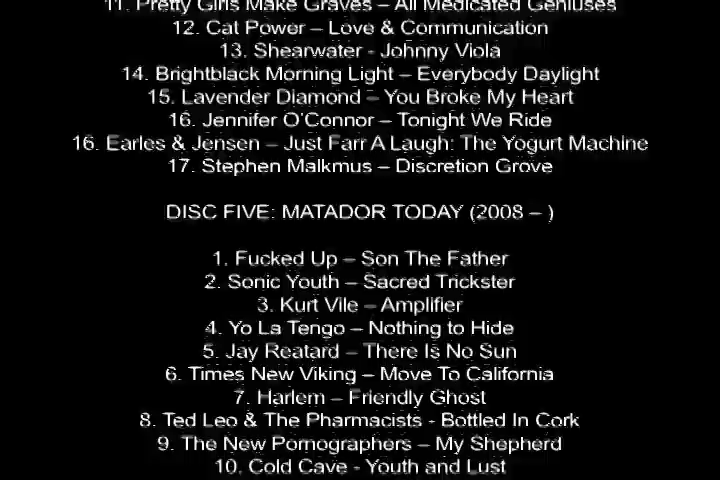 11. Pretty Girls Make Graves – All Medicated Geniuses
12. Cat Power – Love & Communication
13. Shearwater - Johnny Viola
14. Brightblack Morning Light – Everybody Daylight
15. Lavender Diamond – You Broke My Heart
16. Jennifer O'Connor – Tonight We Ride
16. Earles & Jensen – Just Farr A Laugh: The Yogurt Machine
17. Stephen Malkmus – Discretion Grove
DISC FIVE: MATADOR TODAY (2008 – )
1. Fucked Up – Son The Father
2. Sonic Youth – Sacred Trickster
3. Kurt Vile – Amplifier
4. Yo La Tengo – Nothing to Hide
5. Jay Reatard – There Is No Sun
6. Times New Viking – Move To California
7. Harlem – Friendly Ghost
8. Ted Leo & The Pharmacists - Bottled In Cork
9. The New Pornographers – My Shepherd
10. Cold Cave - Youth and Lust